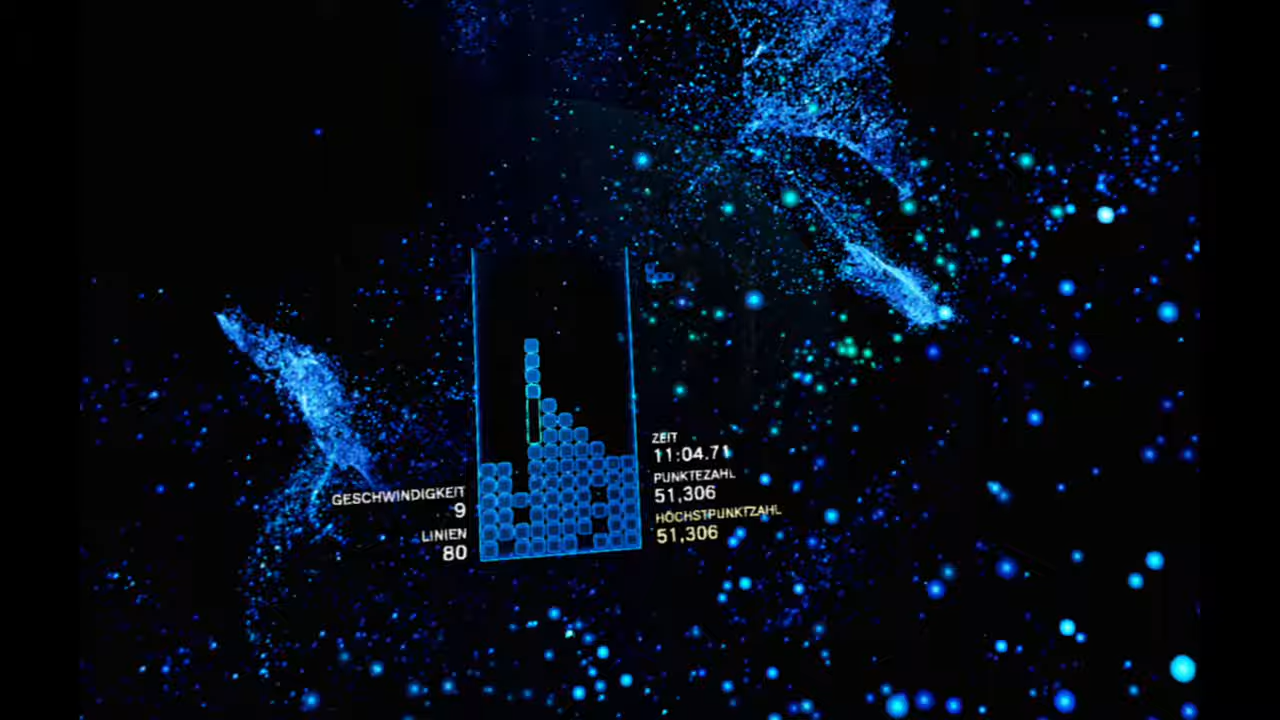 GESCHWINDIGKEIT
9
LINIEN
80
ZEIT
11:04.71
PUNKTEZAHL
51,306
HÖCHSTPUNKTZAHL
51,306